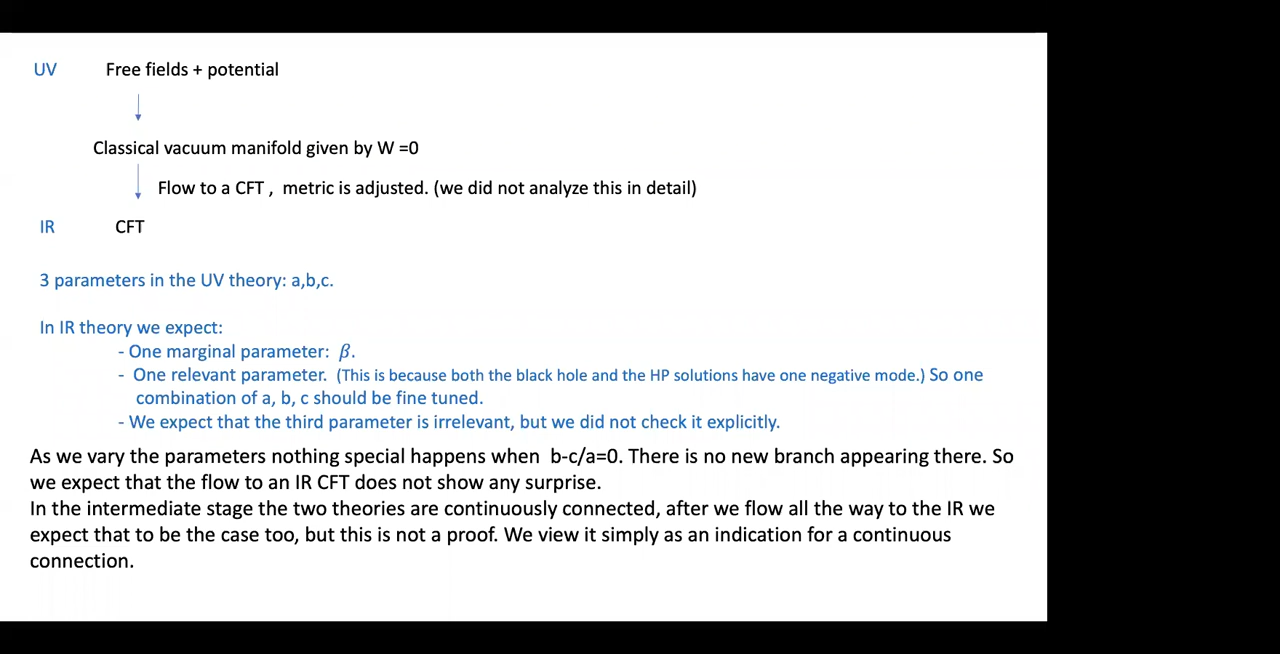 UV Free fields + potential
Classical vacuum manifold given by W =0
Flow to a CFT , metric is adjusted. (we did not analyze this in detail)
IR CFT
3 parameters in the UV theory: a,b,c.
In IR theory we expect:
- One marginal parameter: β.
- One relevant parameter. (This is because both the black hole and the HP solutions have one negative mode.) So one
combination of a, b, c should be fine tuned.
- We expect that the third parameter is irrelevant, but we did not check it explicitly.
As we vary the parameters nothing special happens when b-c/a=0. There is no new branch appearing there. So
we expect that the flow to an IR CFT does not show any surprise.
In the intermediate stage the two theories are continuously connected, after we flow all the way to the IR we
expect that to be the case too, but this is not a proof. We view it simply as an indication for a continuous
connection.